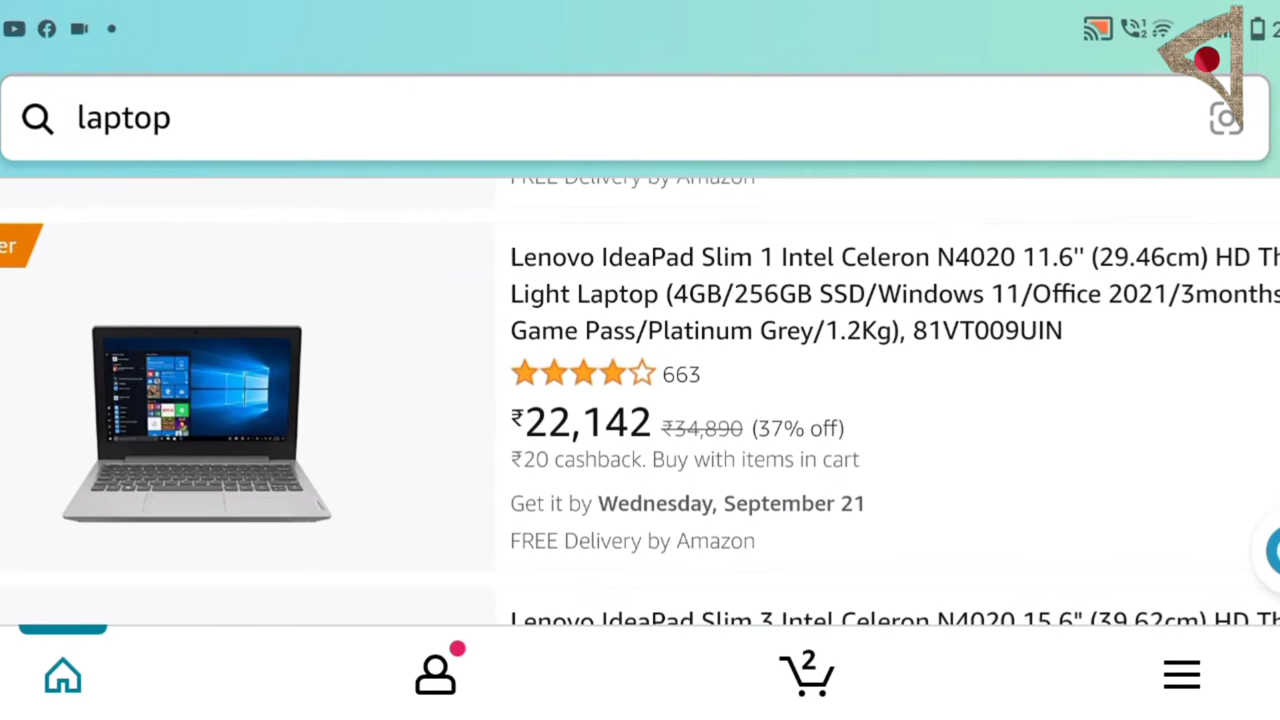 laptop
FREE Delivery by Amazon
er
Lenovo IdeaPad Slim 1 Intel Celeron N4020 11.6'' (29.46cm) HD Th
Light Laptop (4GB/256GB SSD/Windows 11/Office 2021/3months
Game Pass/Platinum Grey/1.2Kg), 81VT009UIN
663
₹22,142 ₹34,890 (37% off)
₹20 cashback. Buy with items in cart
Get it by Wednesday, September 21
FREE Delivery by Amazon
Lenovo IdeaPad Slim 3 Intel Celeron N4020 15.6" (39.62cm) HD Th
2